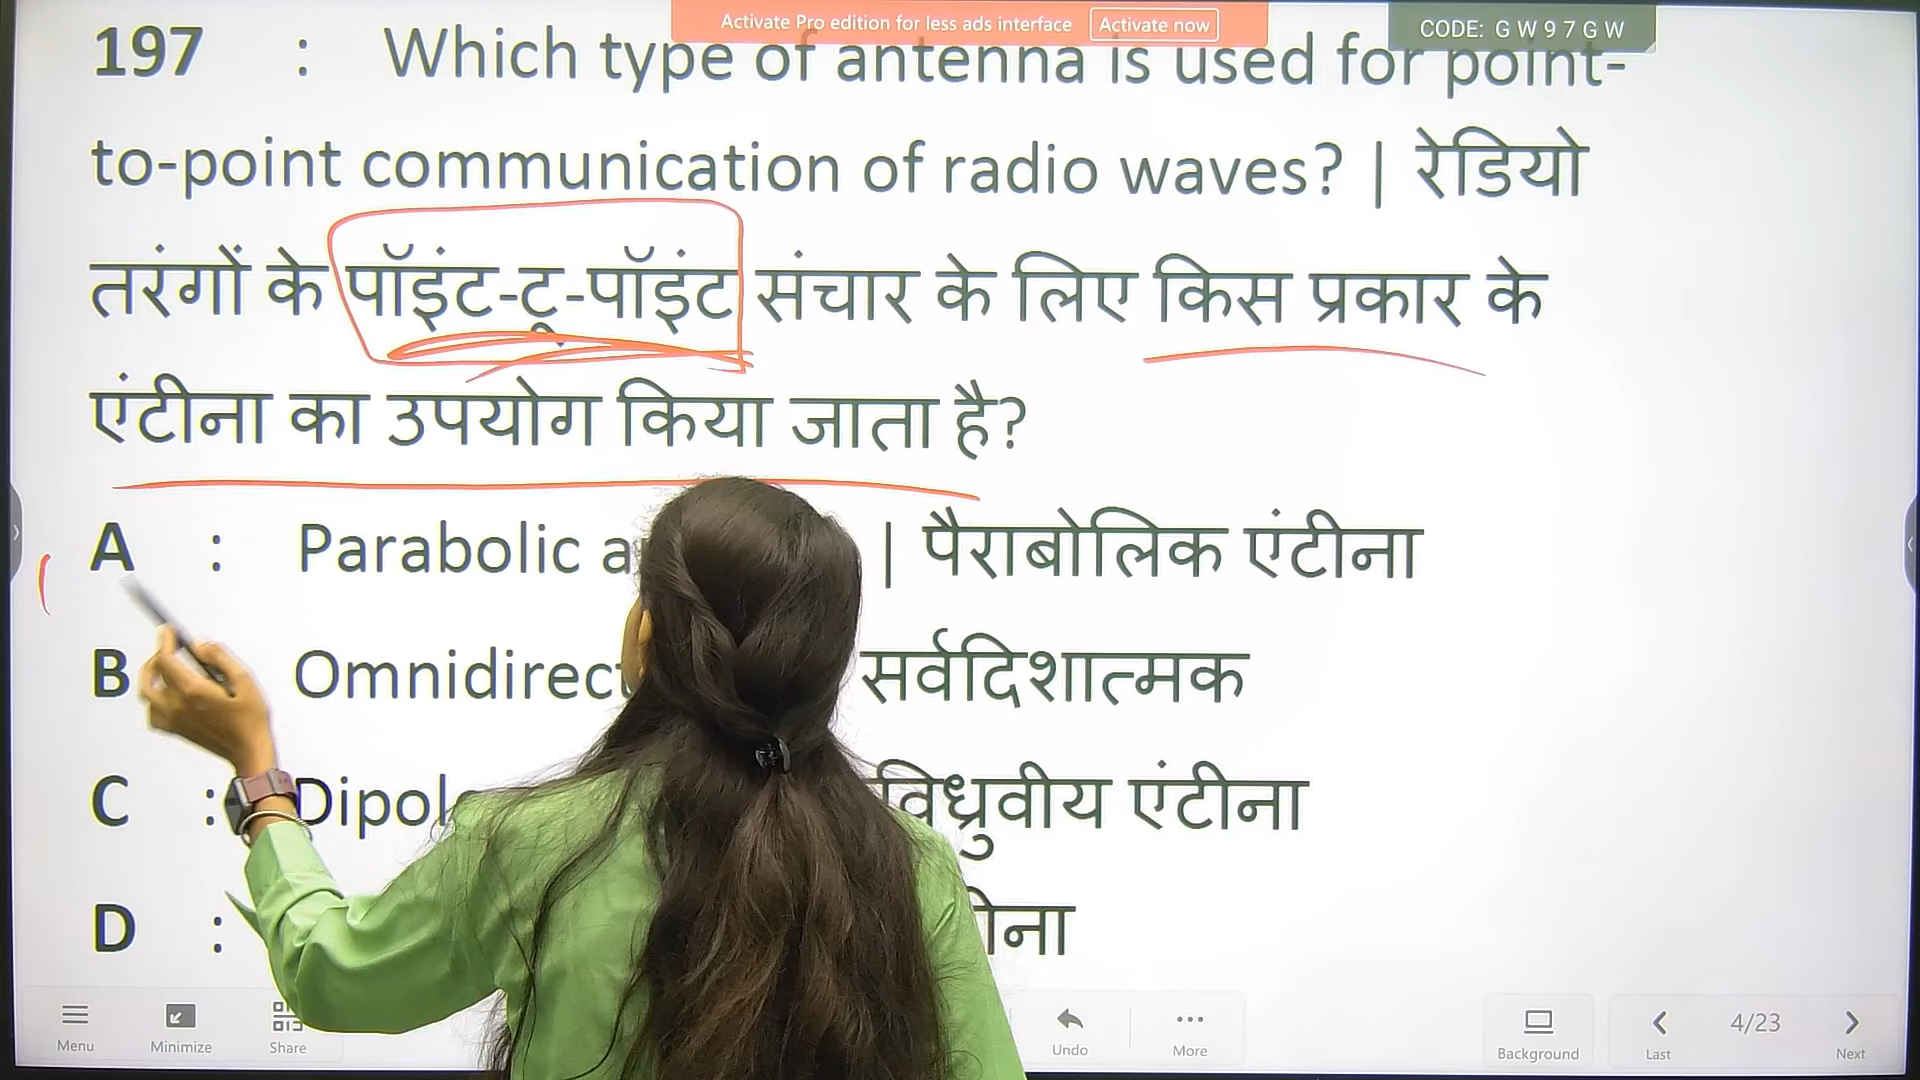 Activate Pro edition for less ads interface Activate now
CODE: G W 9 7 G W
197 : Which type of antenna is used for point-
to-point communication of radio waves? | रेडियो
तरंगों के पॉइंट-टू-पॉइंट संचार के लिए किस प्रकार के
एंटीना का उपयोग किया जाता है?
A : Parabolic | पैराबोलिक एंटीना
B सर्वदिशात्मक
C : एंटीना
D :
Menu Minimize Share Undo More Background Last 4/23 Next